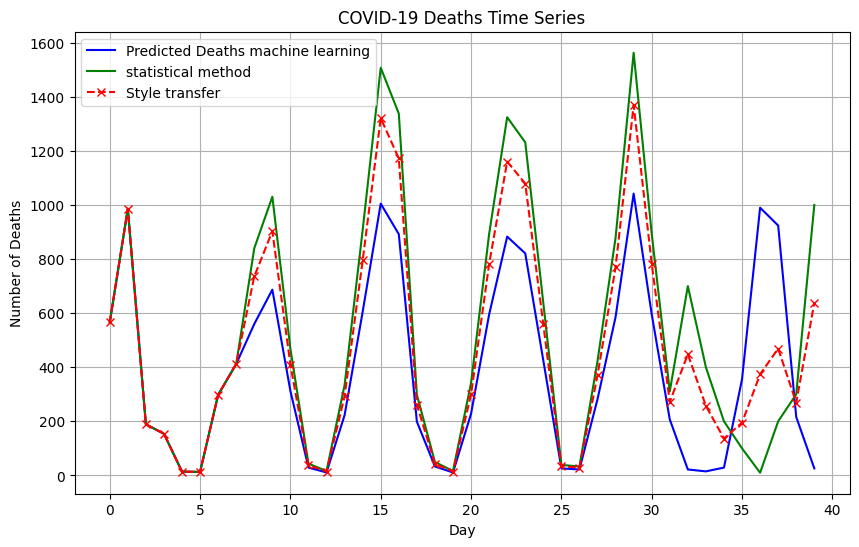 COVID-19 Deaths Time Series
Predicted Deaths machine learning
statistical method
Style transfer
Number of Deaths
1600
1400
1200
1000
800
600
400
200
0
0 5 10 15 20 25 30 35 40
Day